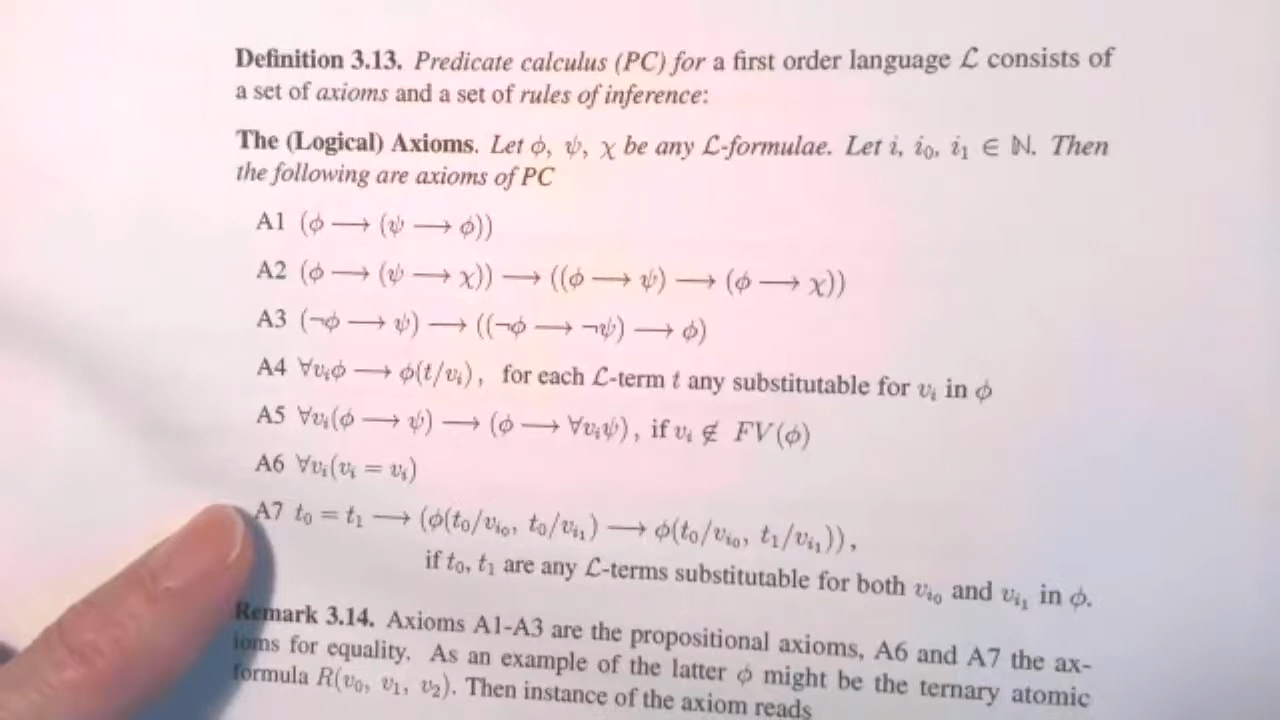 Definition 3.13. Predicate calculus (PC) for a first order language ℒ consists of
a set of axioms and a set of rules of inference:
The (Logical) Axioms. Let ϕ, ψ, χ be any ℒ-formulae. Let i, i₀, i₁ ∈ ℕ. Then
the following are axioms of PC
A1 (ϕ ⟶ (ψ ⟶ ϕ))
A2 (ϕ ⟶ (ψ ⟶ χ)) ⟶ ((ϕ ⟶ ψ) ⟶ (ϕ ⟶ χ))
A3 (¬ϕ ⟶ ψ) ⟶ ((¬ϕ ⟶ ¬ψ) ⟶ ϕ)
A4 ∀vᵢϕ ⟶ ϕ(t/vᵢ), for each ℒ-term t any substitutable for vᵢ in ϕ
A5 ∀vᵢ(ϕ ⟶ ψ) ⟶ (ϕ ⟶ ∀vᵢψ), if vᵢ ∉ FV(ϕ)
A6 ∀vᵢ(vᵢ = vᵢ)
A7 t₀ = t₁ ⟶ (ϕ(t₀/vᵢ₀, t₀/vᵢ₁) ⟶ ϕ(t₀/vᵢ₀, t₁/vᵢ₁)),
if t₀, t₁ are any ℒ-terms substitutable for both vᵢ₀ and vᵢ₁ in ϕ.
Remark 3.14. Axioms A1-A3 are the propositional axioms, A6 and A7 the ax-
ioms for equality. As an example of the latter ϕ might be the ternary atomic
formula R(v₀, v₁, v₂). Then instance of the axiom reads